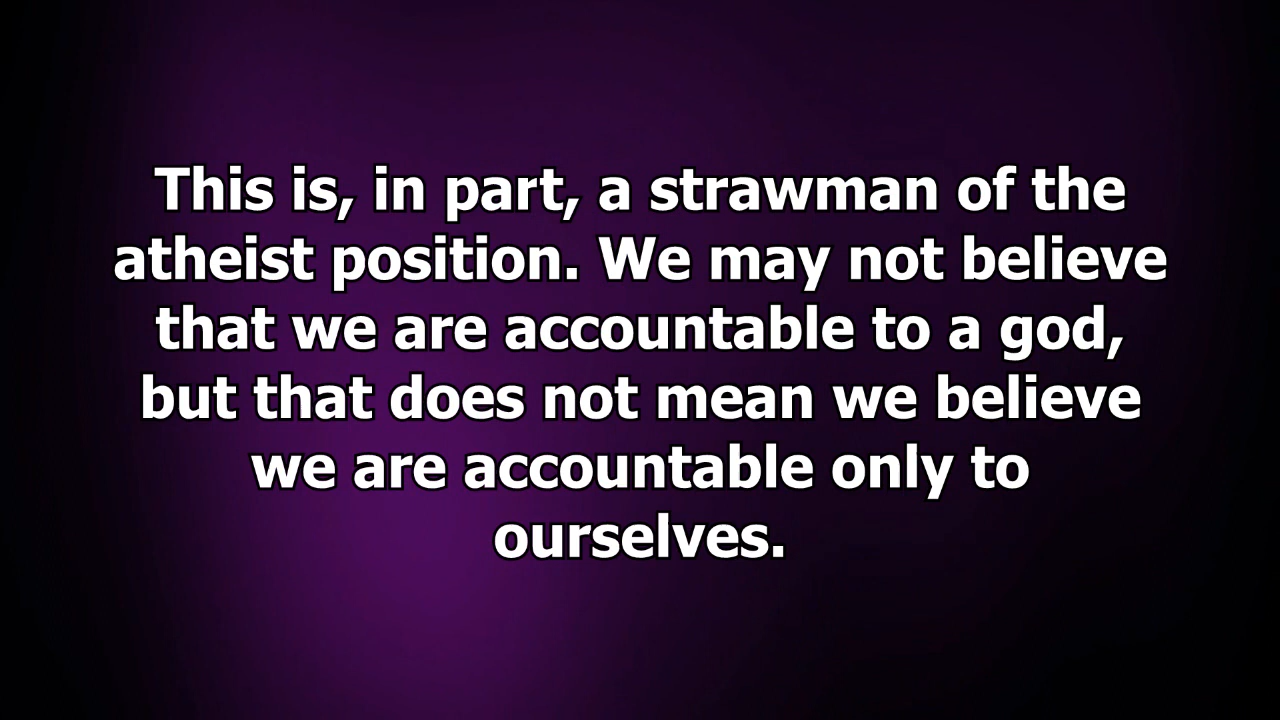 This is, in part, a strawman of the
atheist position. We may not believe
that we are accountable to a god,
but that does not mean we believe
we are accountable only to
ourselves.